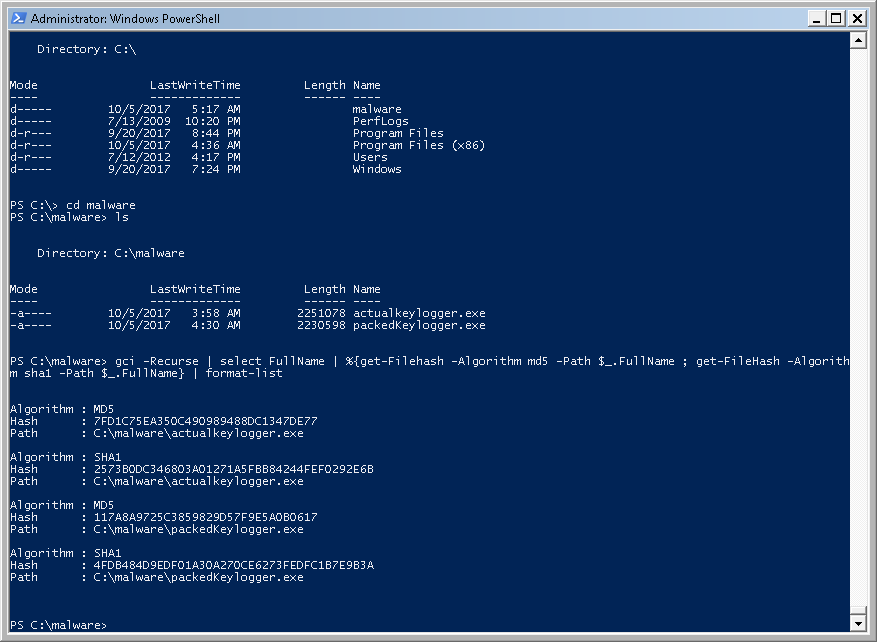 Administrator: Windows PowerShell
Directory: C:\
Mode LastWriteTime Length Name
---- ------------- ------ ----
d----- 10/5/2017 5:17 AM malware
d----- 7/13/2009 10:20 PM PerfLogs
d-r--- 9/20/2017 8:44 PM Program Files
d-r--- 10/5/2017 4:36 AM Program Files (x86)
d-r--- 7/12/2012 4:17 PM Users
d----- 9/20/2017 7:24 PM Windows
PS C:\> cd malware
PS C:\malware> ls
Directory: C:\malware
Mode LastWriteTime Length Name
---- ------------- ------ ----
-a---- 10/5/2017 3:58 AM 2251078 actualkeylogger.exe
-a---- 10/5/2017 4:30 AM 2230598 packedKeylogger.exe
PS C:\malware> gci -Recurse | select FullName | %{get-Filehash -Algorithm md5 -Path $_.FullName ; get-FileHash -Algorith
m sha1 -Path $_.FullName} | format-list
Algorithm : MD5
Hash : 7FD1C75EA350C490989488DC1347DE77
Path : C:\malware\actualkeylogger.exe
Algorithm : SHA1
Hash : 2573B0DC346803A01271A5FBB84244FEF0292E6B
Path : C:\malware\actualkeylogger.exe
Algorithm : MD5
Hash : 117A8A9725C3859829D57F9E5A0B0617
Path : C:\malware\packedKeylogger.exe
Algorithm : SHA1
Hash : 4FDB484D9EDF01A30A270CE6273FEDFC1B7E9B3A
Path : C:\malware\packedKeylogger.exe
PS C:\malware>